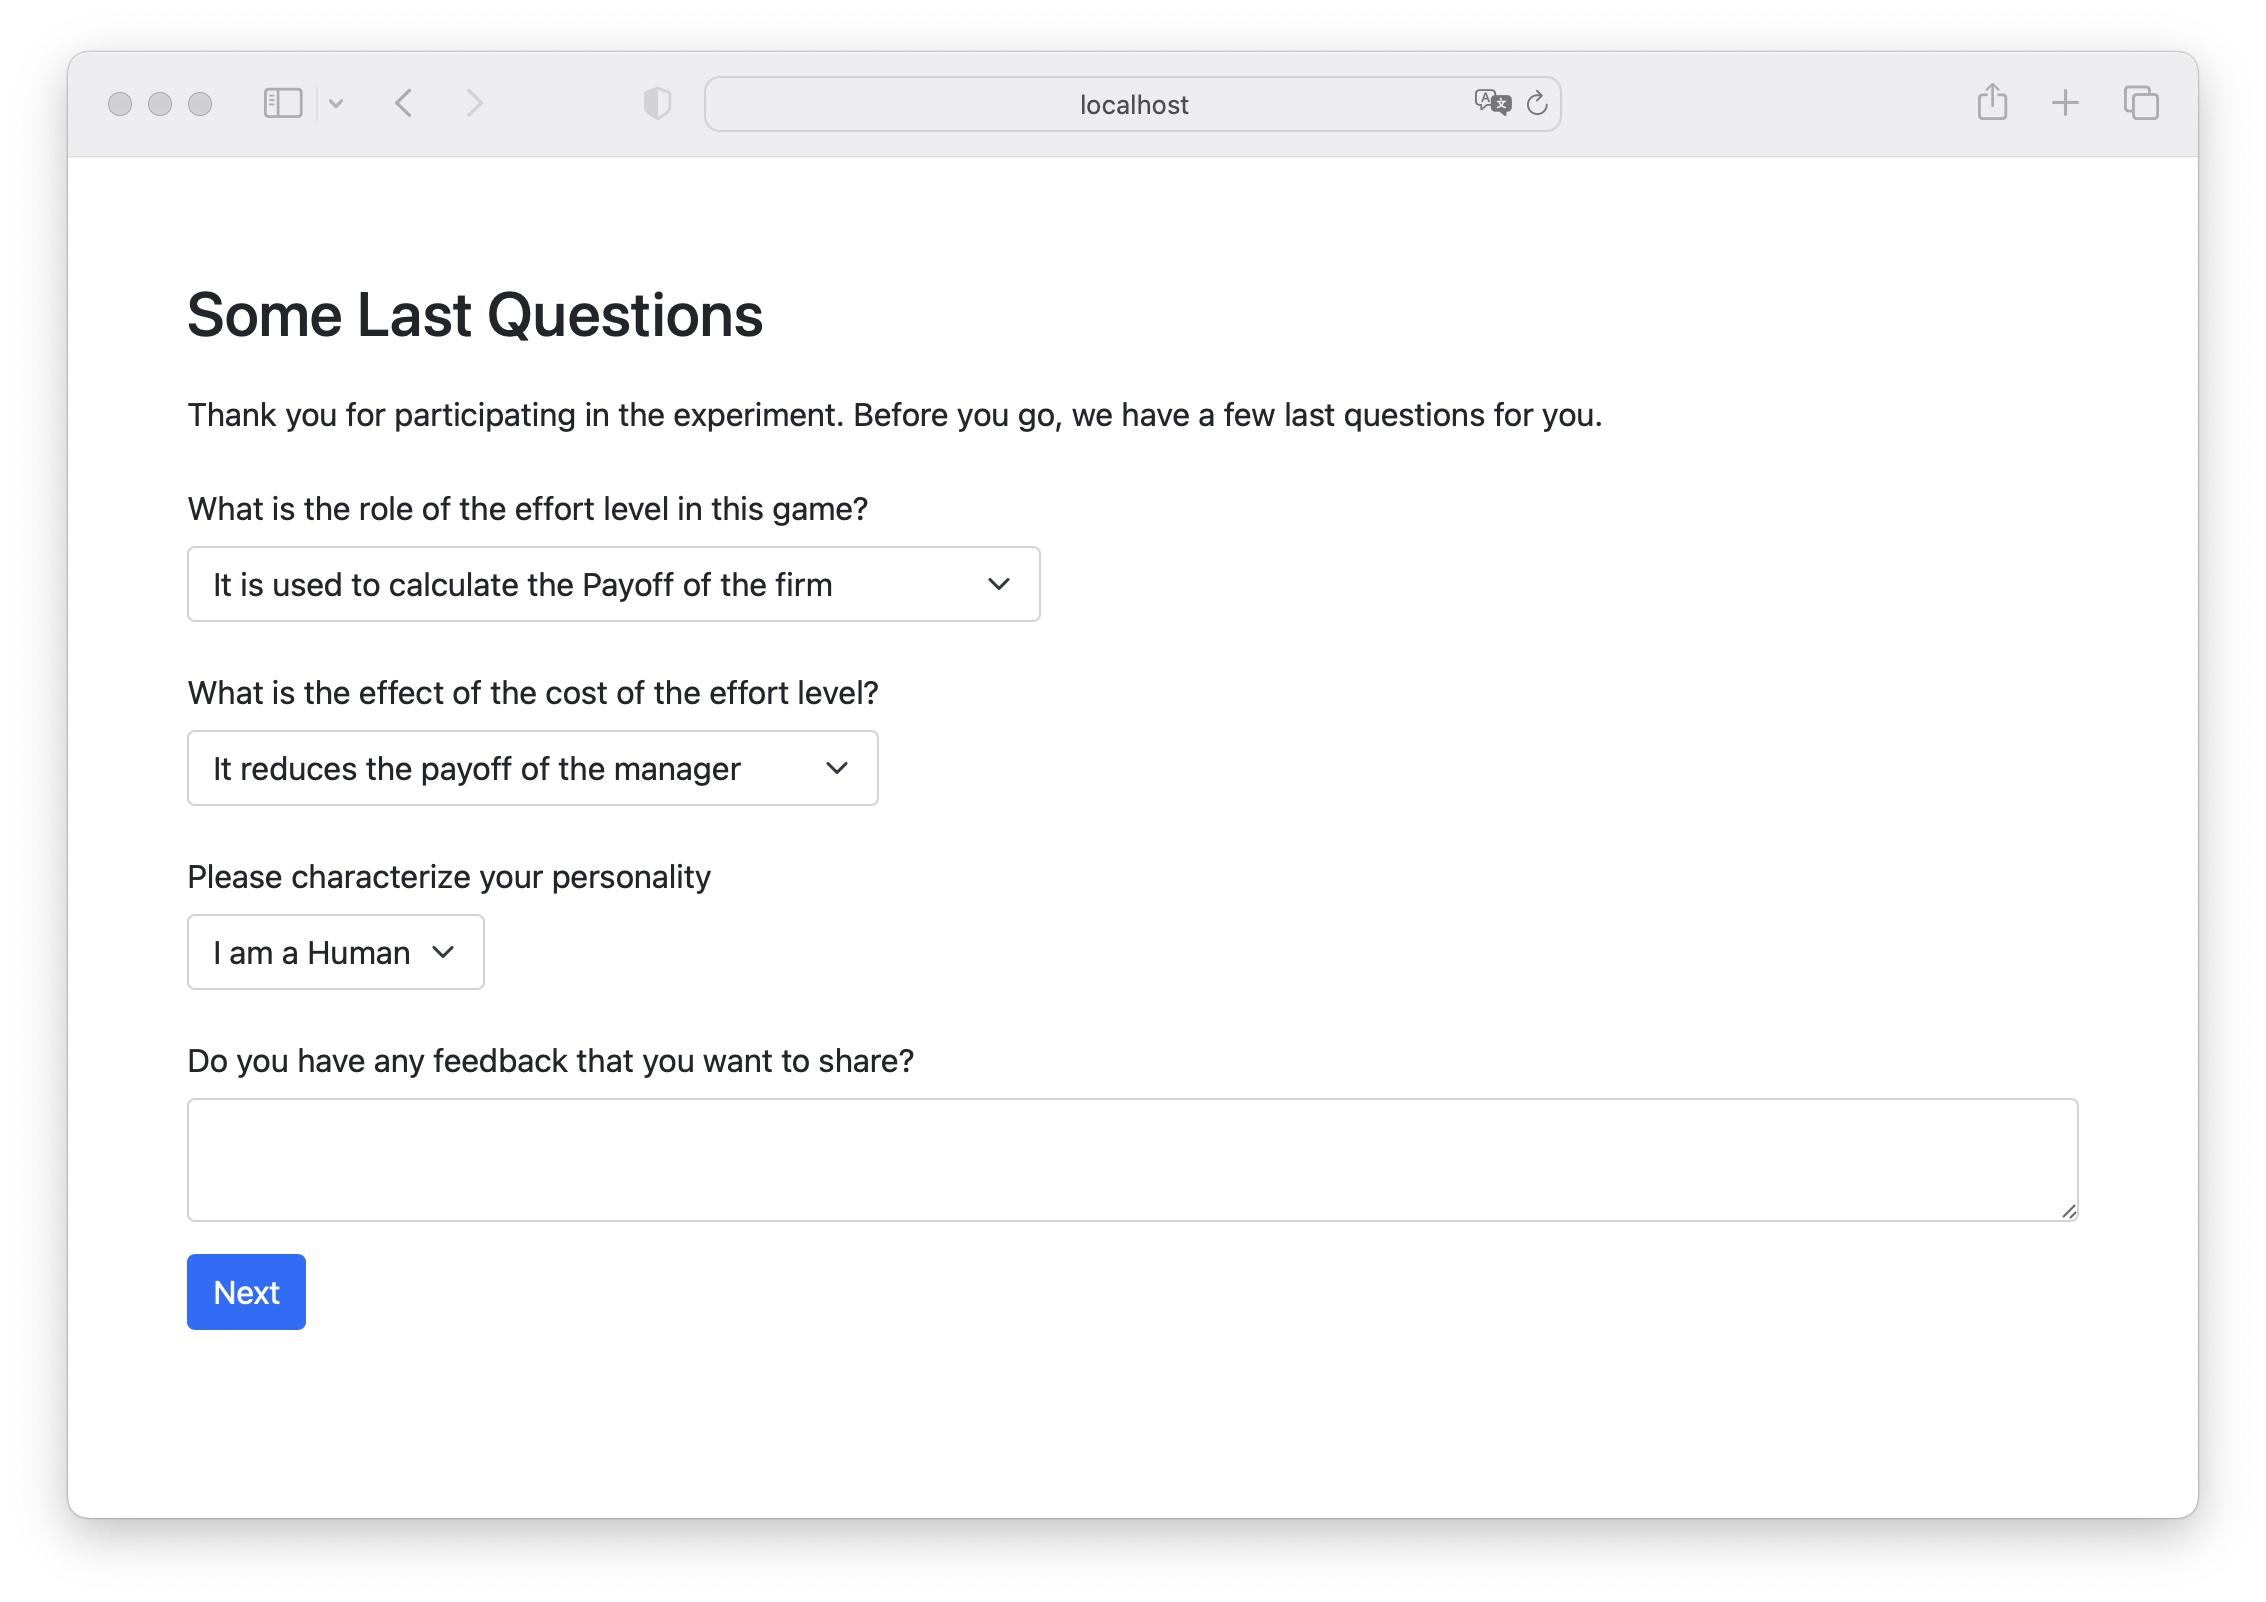 localhost
Some Last Questions
Thank you for participating in the experiment. Before you go, we have a few last questions for you.
What is the role of the effort level in this game?
It is used to calculate the Payoff of the firm
What is the effect of the cost of the effort level?
It reduces the payoff of the manager
Please characterize your personality
I am a Human
Do you have any feedback that you want to share?
Next